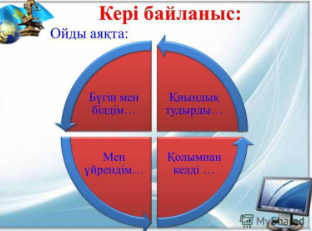 Кері байланыс:
Ойды аяқта:
Бүгін мен
білдім…
Қиындық
тудырды…
Мен
үйрендім…
Қолымнан
келді …
MyShared